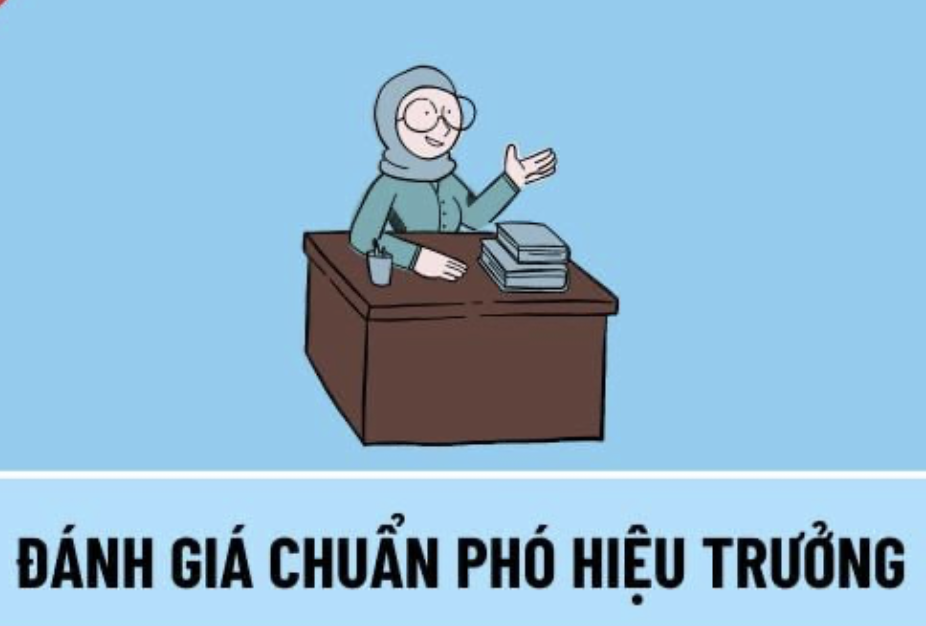 ĐÁNH GIÁ CHUẨN PHÓ HIỆU TRƯỞNG